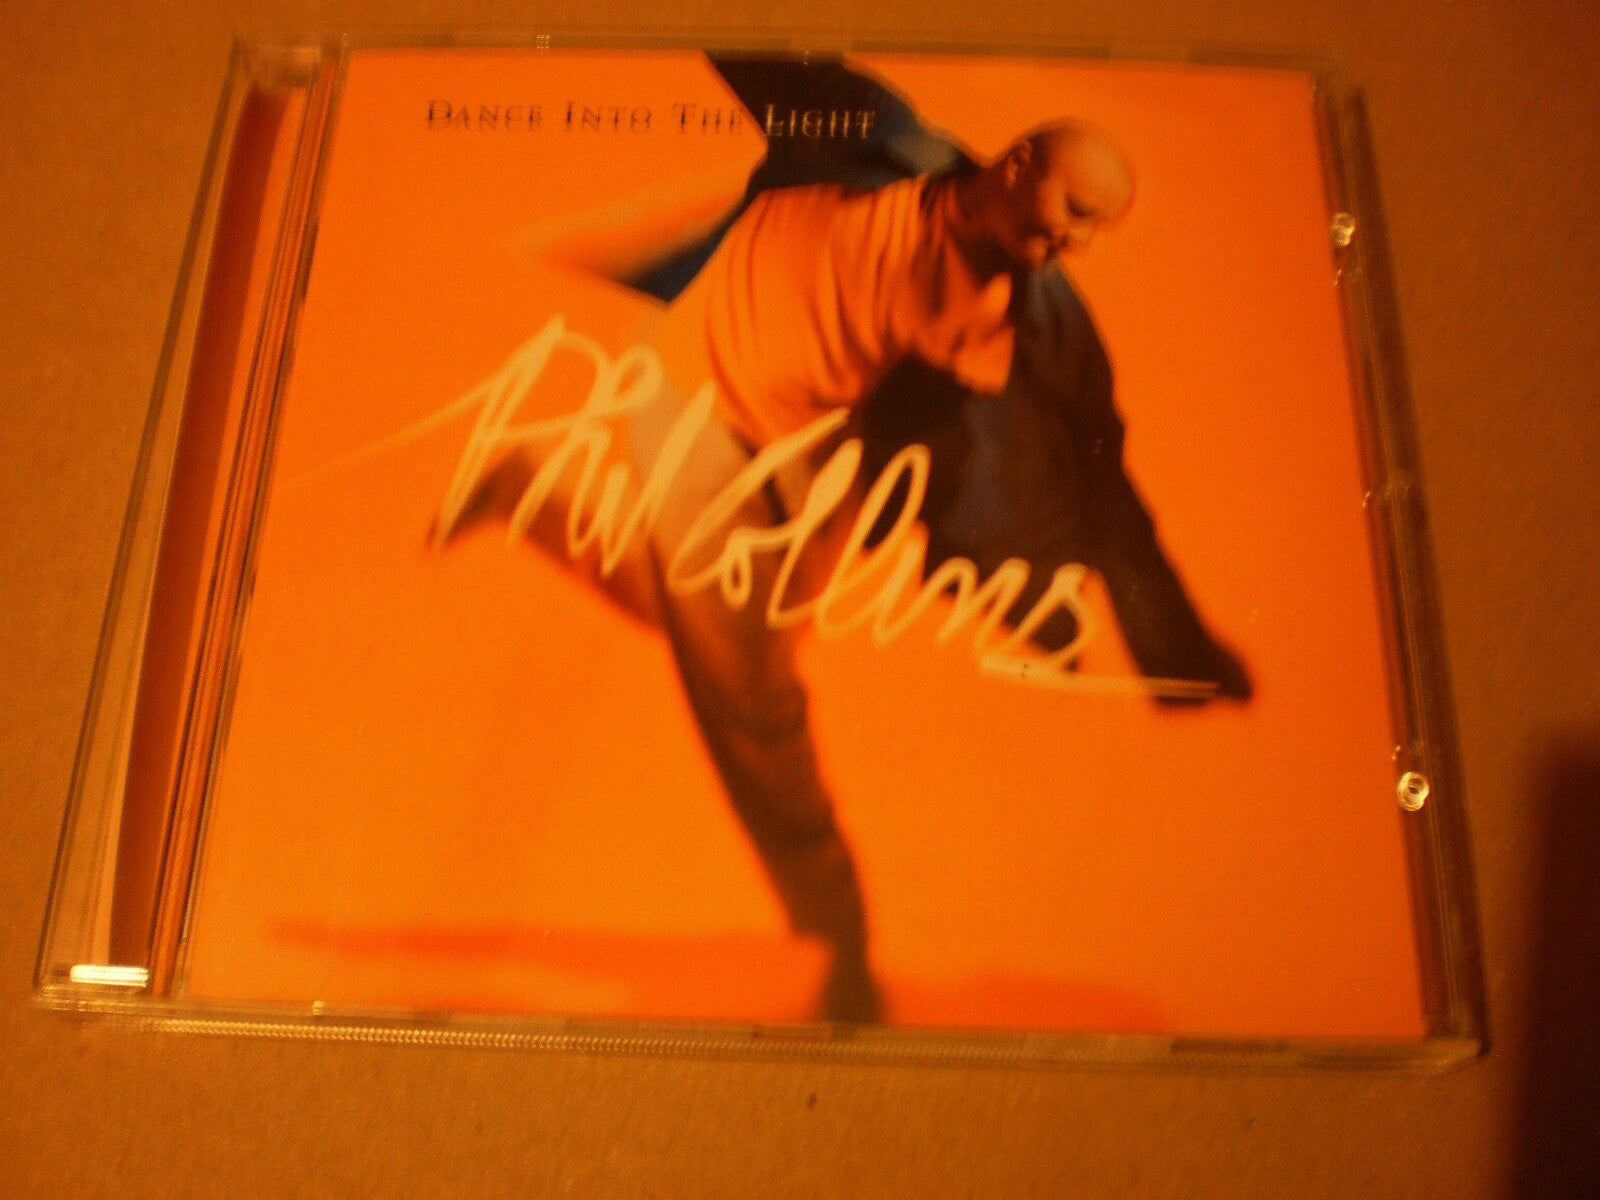 DANCE INTO THE LIGHT
Phil Collins